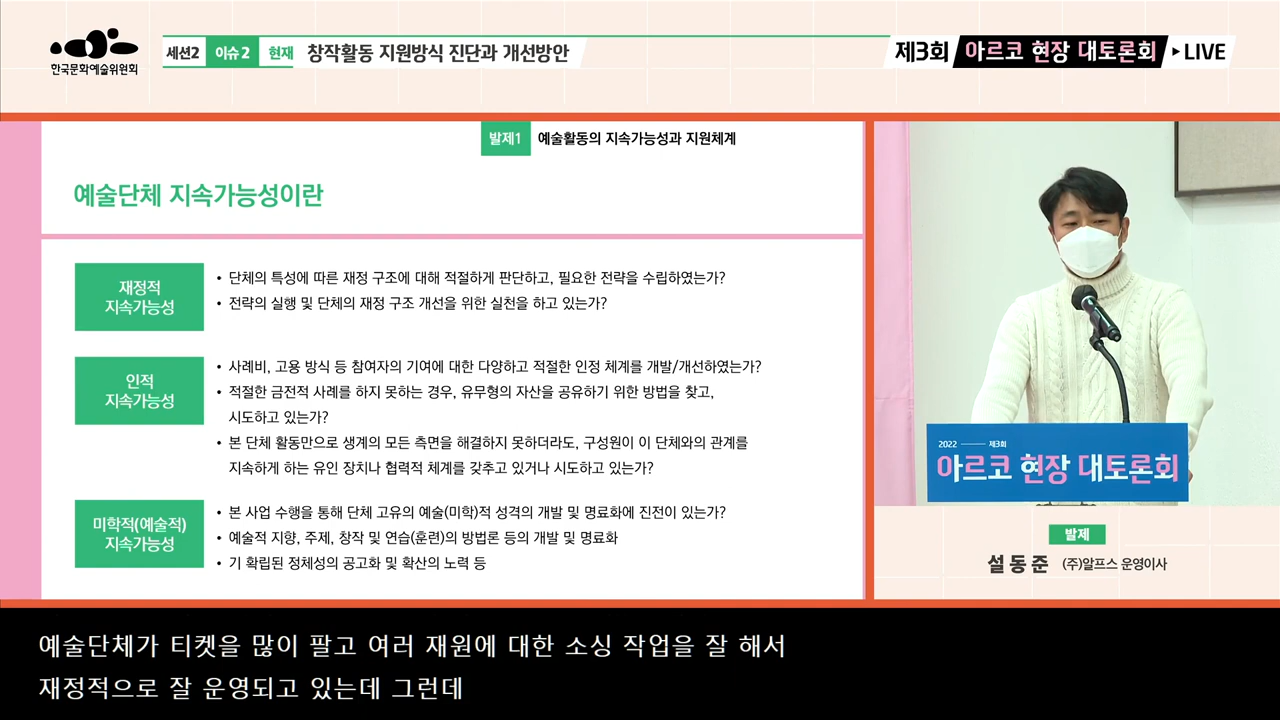 한국문화예술위원회
세션2 이슈 2 현재 창작활동 지원방식 진단과 개선방안
제3회 아르코 현장 대토론회 LIVE
발제1 예술활동의 지속가능성과 지원체계
예술단체 지속가능성이란
재정적
지속가능성
• 단체의 특성에 따른 재정 구조에 대해 적절하게 판단하고, 필요한 전략을 수립하였는가?
• 전략의 실행 및 단체의 재정 구조 개선을 위한 실천을 하고 있는가?
인적
지속가능성
• 사례비, 고용 방식 등 참여자의 기여에 대한 다양하고 적절한 인정 체계를 개발/개선하였는가?
• 적절한 금전적 사례를 하지 못하는 경우, 유무형의 자산을 공유하기 위한 방법을 찾고,
시도하고 있는가?
• 본 단체 활동만으로 생계의 모든 측면을 해결하지 못하더라도, 구성원이 이 단체와의 관계를
지속하게 하는 유인 장치나 협력적 체계를 갖추고 있거나 시도하고 있는가?
미학적(예술적)
지속가능성
• 본 사업 수행을 통해 단체 고유의 예술(미학)적 성격의 개발 및 명료화에 진전이 있는가?
• 예술적 지향, 주제, 창작 및 연습(훈련)의 방법론 등의 개발 및 명료화
• 기 확립된 정체성의 공고화 및 확산의 노력 등
2022 제3회
아르코 현장 대토론회
발제
설동준 (주)알프스 운영이사
예술단체가 티켓을 많이 팔고 여러 재원에 대한 소싱 작업을 잘 해서
재정적으로 잘 운영되고 있는데 그런데